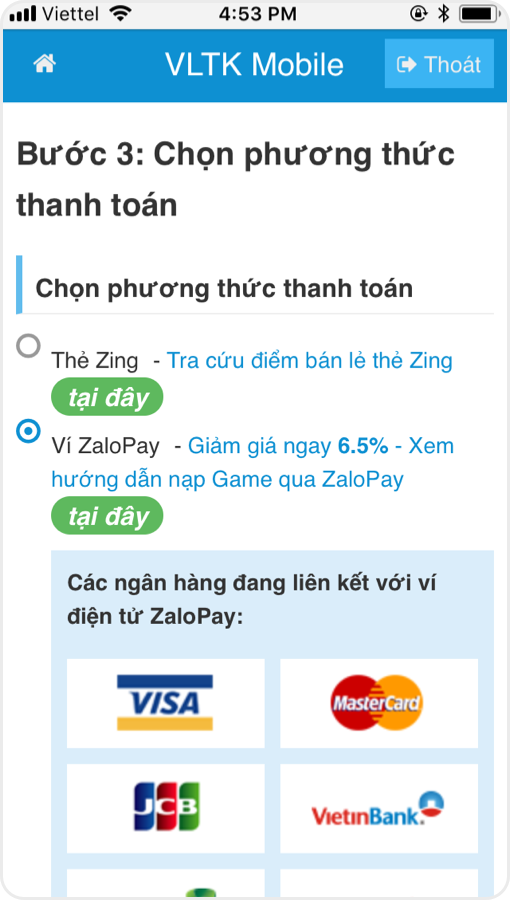 Viettel 4:53 PM
VLTK Mobile Thoát
Bước 3: Chọn phương thức
thanh toán
Chọn phương thức thanh toán
Thẻ Zing - Tra cứu điểm bán lẻ thẻ Zing
tại đây
Ví ZaloPay - Giảm giá ngay 6.5% - Xem
hướng dẫn nạp Game qua ZaloPay
tại đây
Các ngân hàng đang liên kết với ví
điện tử ZaloPay:
VISA MasterCard
JCB VietinBank